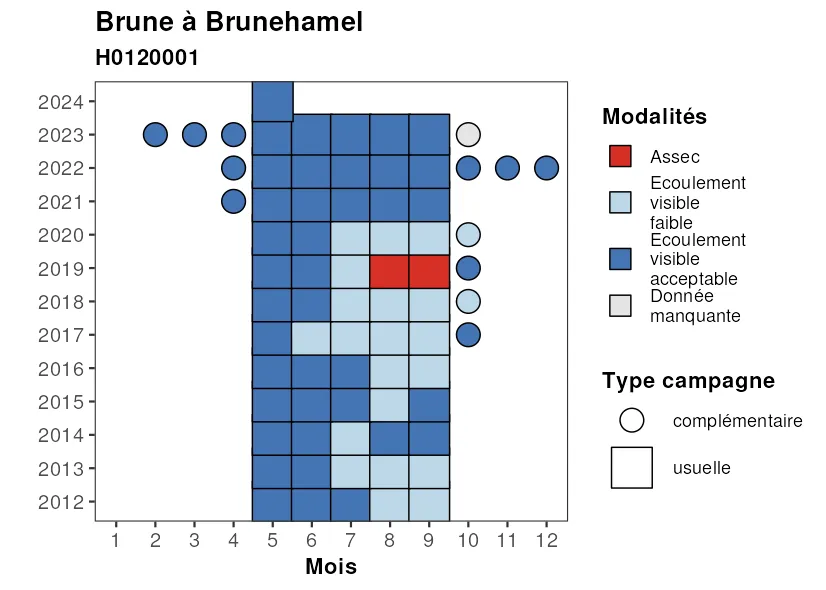 Brune à Brunehamel
H0120001
2024
2023
2022
2021
2020
2019
2018
2017
2016
2015
2014
2013
2012
1 2 3 4 5 6 7 8 9 10 11 12
Mois
Modalités
Assec
Ecoulement
visible
faible
Ecoulement
visible
acceptable
Donnée
manquante
Type campagne
complémentaire
usuelle